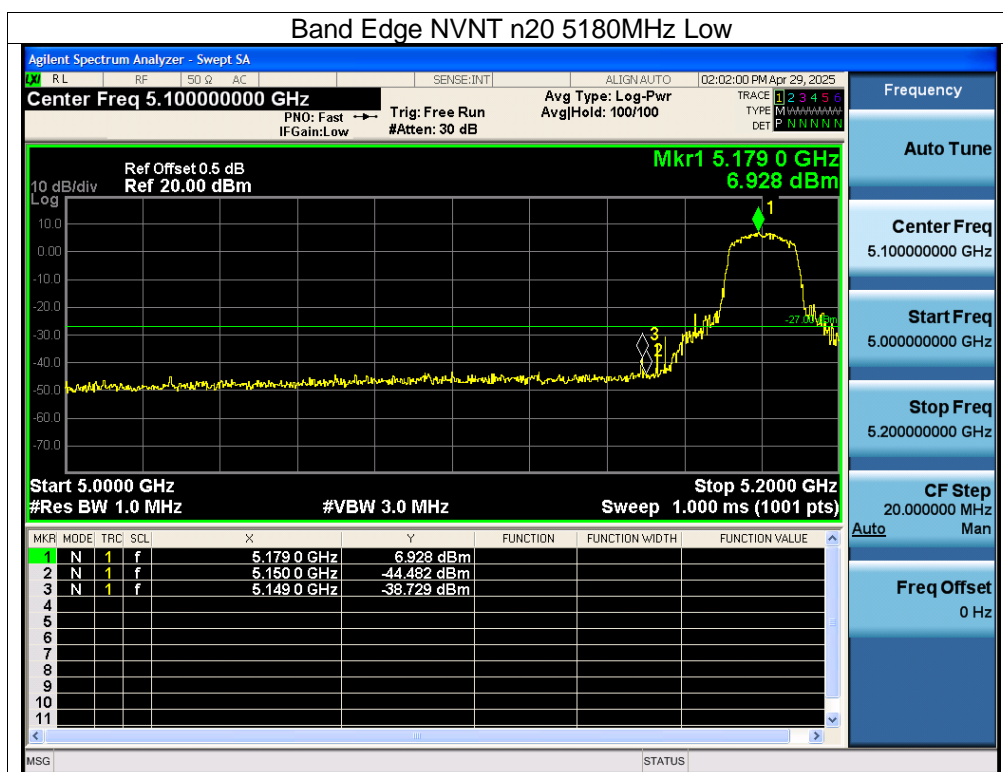 Band Edge NVNT n20 5180MHz Low
Agilent Spectrum Analyzer - Swept SA
LXI RL RF 50 Ω AC SENSE:INT ALIGN AUTO 02:02:00 PM Apr 29, 2025
Center Freq 5.100000000 GHz
PNO: Fast
IFGain:Low
Trig: Free Run
#Atten: 30 dB
Avg Type: Log-Pwr
Avg|Hold: 100/100
TRACE 1 2 3 4 5 6
TYPE M W W W W W
DET P N N N N N
Mkr1 5.179 0 GHz
6.928 dBm
Ref Offset 0.5 dB
10 dB/div Ref 20.00 dBm
Log
10.0
0.00
-10.0
-20.0
-30.0
-40.0
-50.0
-60.0
-70.0
1
3
2
-27.00 dBm
Start 5.0000 GHz Stop 5.2000 GHz
#Res BW 1.0 MHz #VBW 3.0 MHz Sweep 1.000 ms (1001 pts)
MKR MODE TRC SCL X Y FUNCTION FUNCTION WIDTH FUNCTION VALUE
1 N 1 f 5.179 0 GHz 6.928 dBm
2 N 1 f 5.150 0 GHz -44.482 dBm
3 N 1 f 5.149 0 GHz -38.729 dBm
4
5
6
7
8
9
10
11
MSG STATUS
Frequency
Auto Tune
Center Freq
5.100000000 GHz
Start Freq
5.000000000 GHz
Stop Freq
5.200000000 GHz
CF Step
20.000000 MHz
Auto Man
Freq Offset
0 Hz